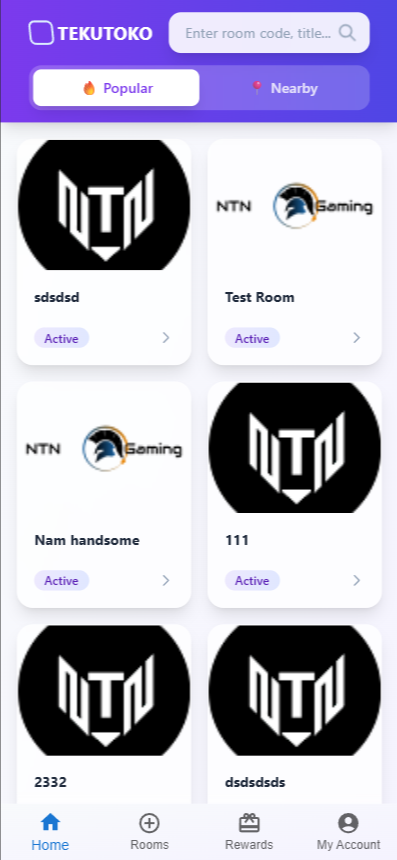 TEKUTOKO
Enter room code, title...
Popular
Nearby
NTN
NTN Gaming
sdsdsd
Test Room
Active
Active
NTN Gaming
NTN
Nam handsome
111
Active
Active
NTN
NTN
2332
dsdsdsds
Home
Rooms
Rewards
My Account